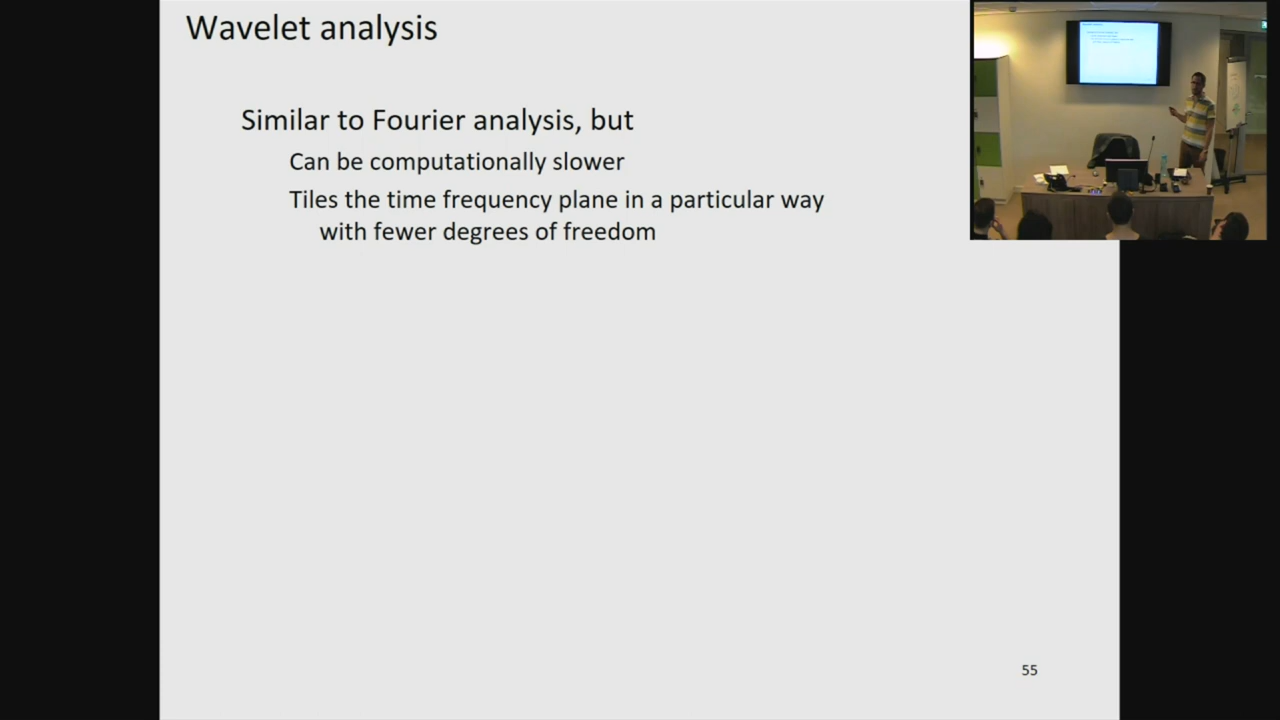 Wavelet analysis
Similar to Fourier analysis, but
Can be computationally slower
Tiles the time frequency plane in a particular way
with fewer degrees of freedom
55